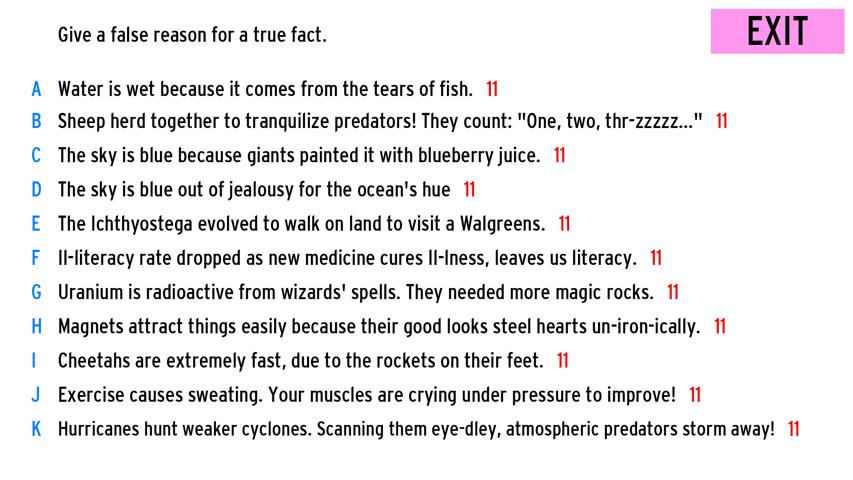 Give a false reason for a true fact.
EXIT
A Water is wet because it comes from the tears of fish. 11
B Sheep herd together to tranquilize predators! They count: "One, two, thr-zzzzz..." 11
C The sky is blue because giants painted it with blueberry juice. 11
D The sky is blue out of jealousy for the ocean's hue 11
E The Ichthyostega evolved to walk on land to visit a Walgreens. 11
F Il-literacy rate dropped as new medicine cures Il-lness, leaves us literacy. 11
G Uranium is radioactive from wizards' spells. They needed more magic rocks. 11
H Magnets attract things easily because their good looks steel hearts un-iron-ically. 11
I Cheetahs are extremely fast, due to the rockets on their feet. 11
J Exercise causes sweating. Your muscles are crying under pressure to improve! 11
K Hurricanes hunt weaker cyclones. Scanning them eye-dley, atmospheric predators storm away! 11